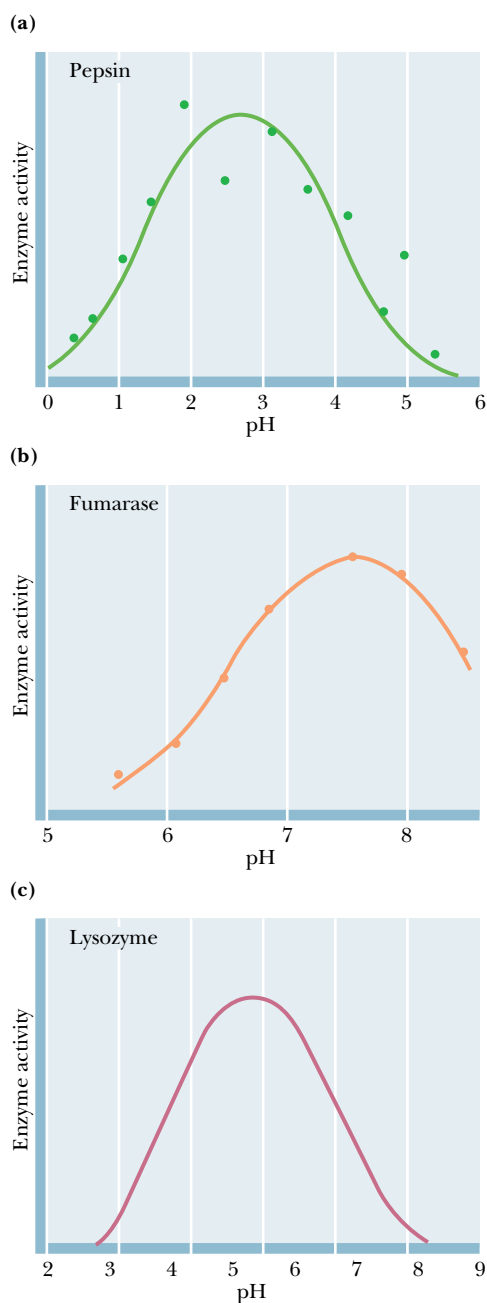 (a)
Pepsin
Enzyme activity
0 1 2 3 4 5 6
pH
(b)
Fumarase
Enzyme activity
5 6 7 8
pH
(c)
Lysozyme
Enzyme activity
2 3 4 5 6 7 8 9
pH